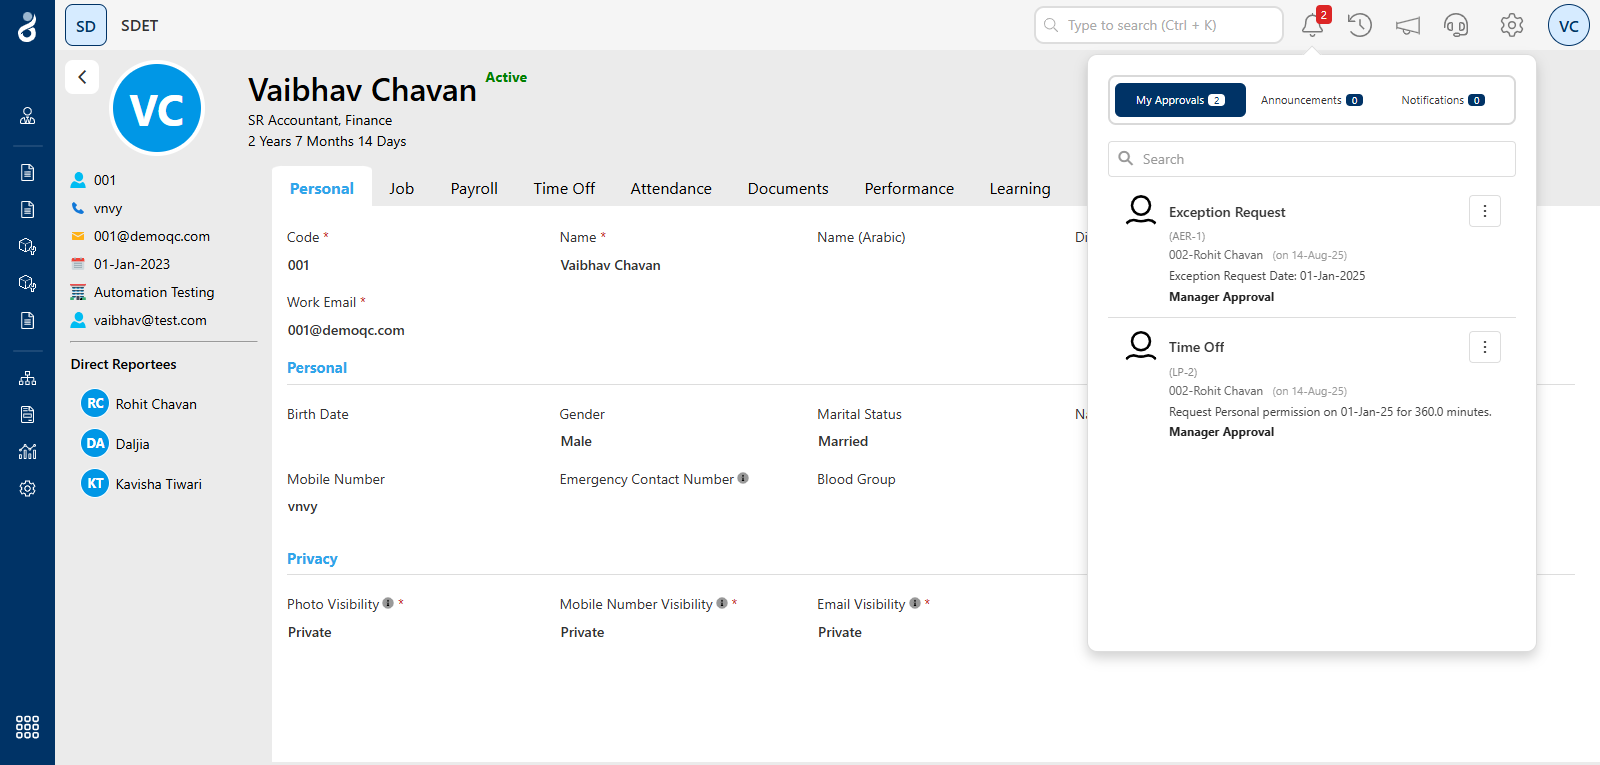 SD
SDET
Type to search (Ctrl + K)
2
VC
VC
Vaibhav Chavan
Active
SR Accountant, Finance
2 Years 7 Months 14 Days
001
vnvy
001@demoqc.com
01-Jan-2023
Automation Testing
vaibhav@test.com
Direct Reportees
RC Rohit Chavan
DA Daljia
KT Kavisha Tiwari
Personal Job Payroll Time Off Attendance Documents Performance Learning
Code * Name * Name (Arabic) Di
001 Vaibhav Chavan
Work Email *
001@demoqc.com
Personal
Birth Date Gender Marital Status Na
Male Married
Mobile Number Emergency Contact Number Blood Group
vnvy
Privacy
Photo Visibility * Mobile Number Visibility * Email Visibility *
Private Private Private
My Approvals 2 Announcements 0 Notifications 0
Search
Exception Request
(AER-1)
002-Rohit Chavan (on 14-Aug-25)
Exception Request Date: 01-Jan-2025
Manager Approval
Time Off
(LP-2)
002-Rohit Chavan (on 14-Aug-25)
Request Personal permission on 01-Jan-25 for 360.0 minutes.
Manager Approval